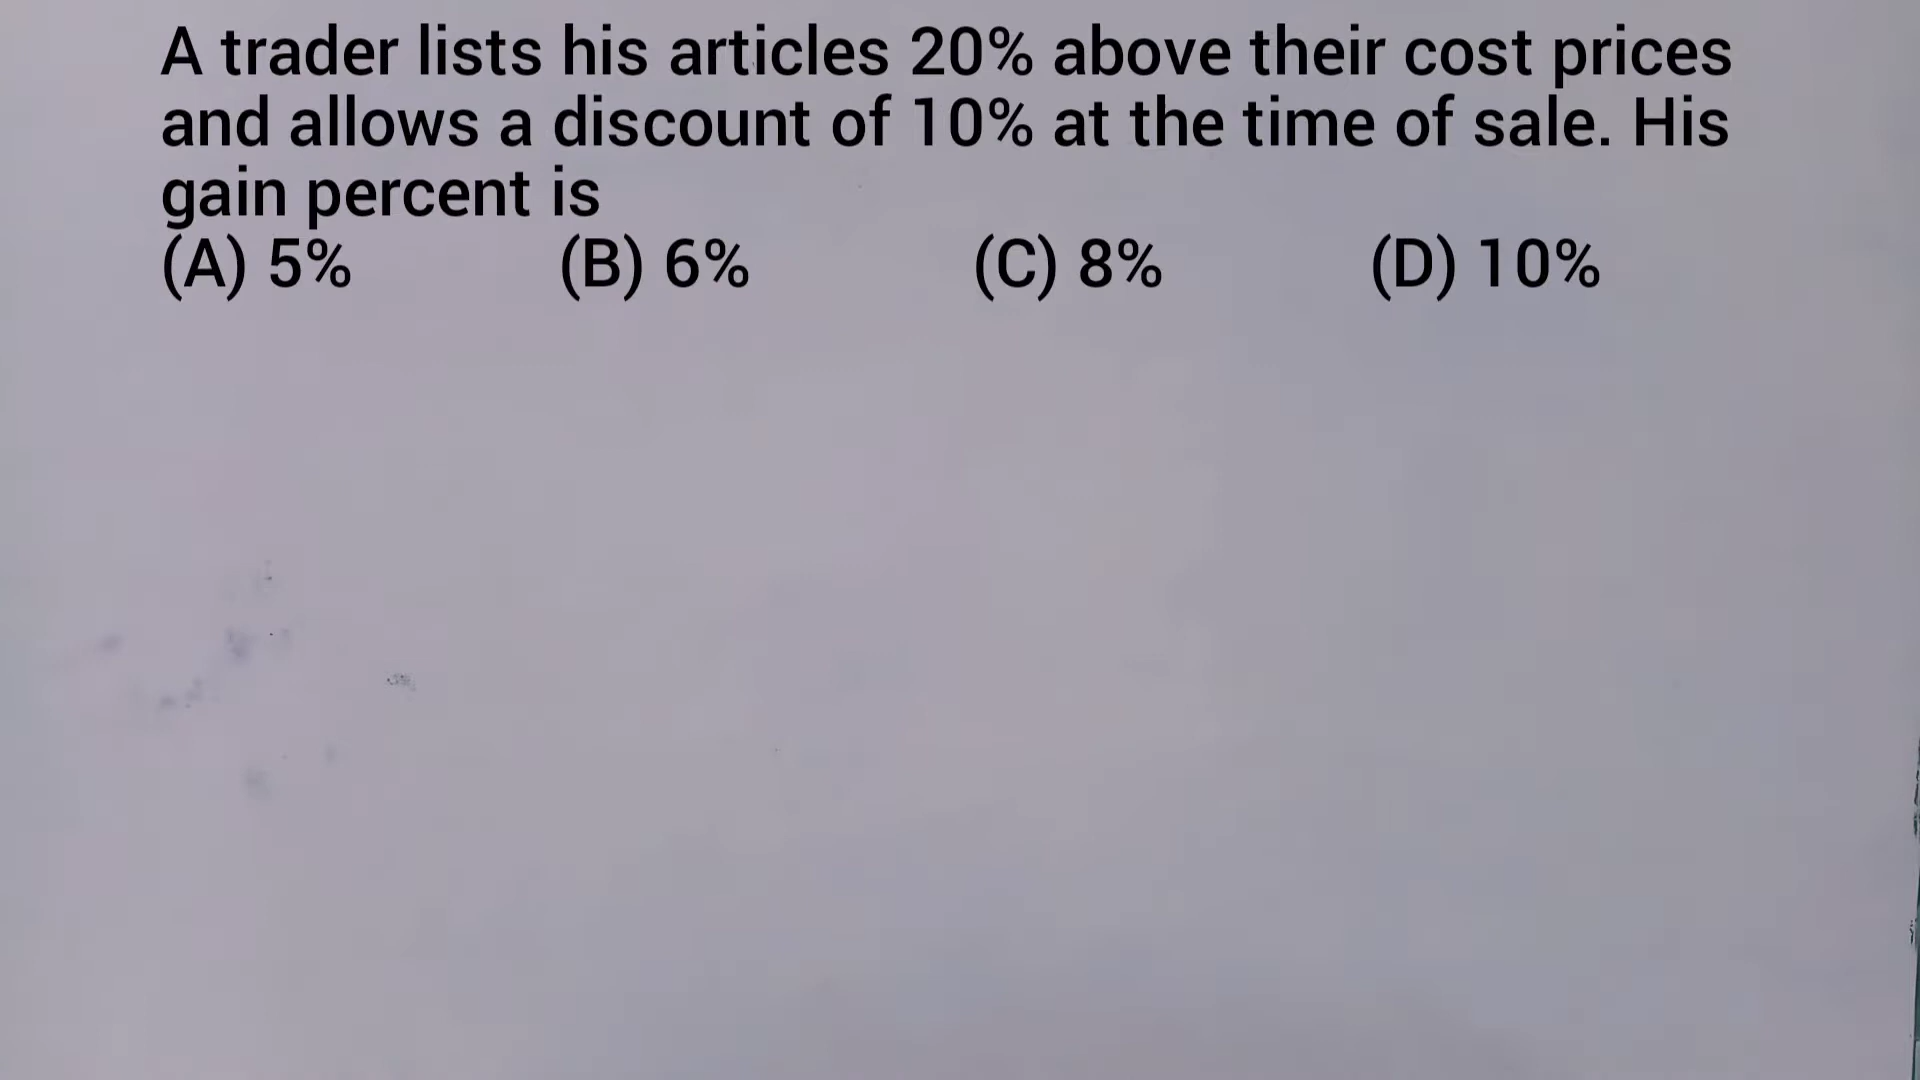 A trader lists his articles 20% above their cost prices
and allows a discount of 10% at the time of sale. His
gain percent is
(A) 5% (B) 6% (C) 8% (D) 10%